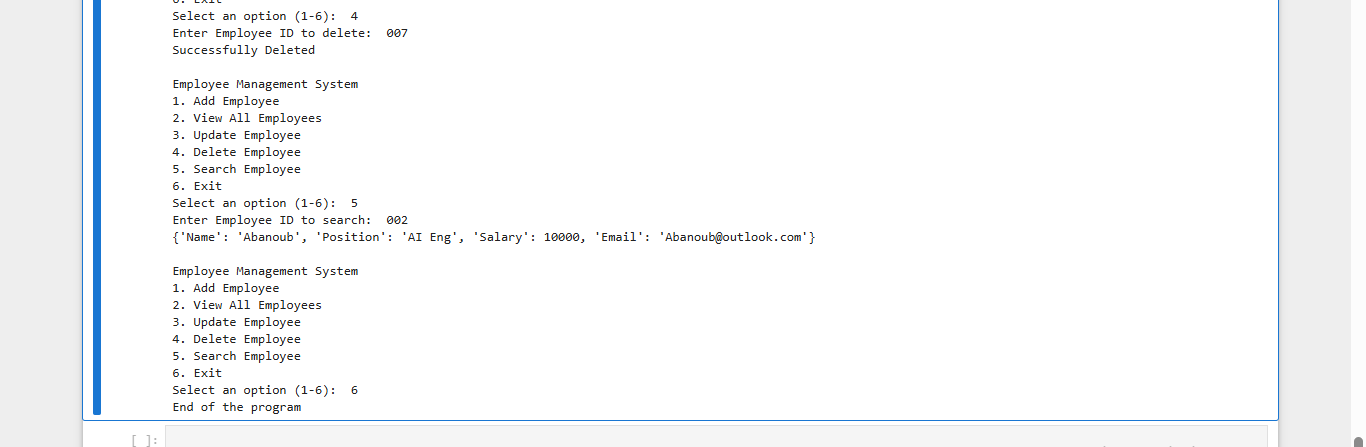 6. Exit
Select an option (1-6):  4
Enter Employee ID to delete:  007
Successfully Deleted
Employee Management System
1. Add Employee
2. View All Employees
3. Update Employee
4. Delete Employee
5. Search Employee
6. Exit
Select an option (1-6):  5
Enter Employee ID to search:  002
{'Name': 'Abanoub', 'Position': 'AI Eng', 'Salary': 10000, 'Email': 'Abanoub@outlook.com'}
Employee Management System
1. Add Employee
2. View All Employees
3. Update Employee
4. Delete Employee
5. Search Employee
6. Exit
Select an option (1-6):  6
End of the program
[ ]: